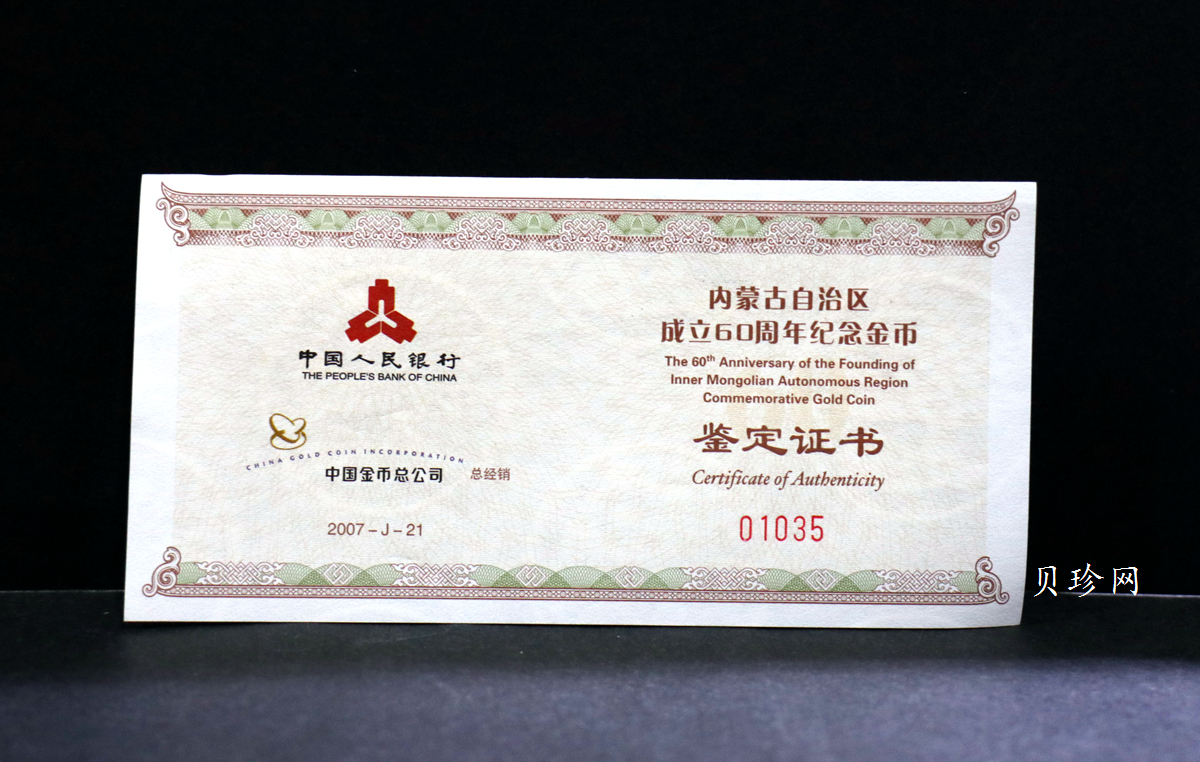 中国人民银行
THE PEOPLE'S BANK OF CHINA
CHINA GOLD COIN INCORPORATION
中国金币总公司 总经销
2007-J-21
内蒙古自治区
成立60周年纪念金币
The 60th Anniversary of the Founding of
Inner Mongolian Autonomous Region
Commemorative Gold Coin
鉴定证书
Certificate of Authenticity
01035
贝珍网